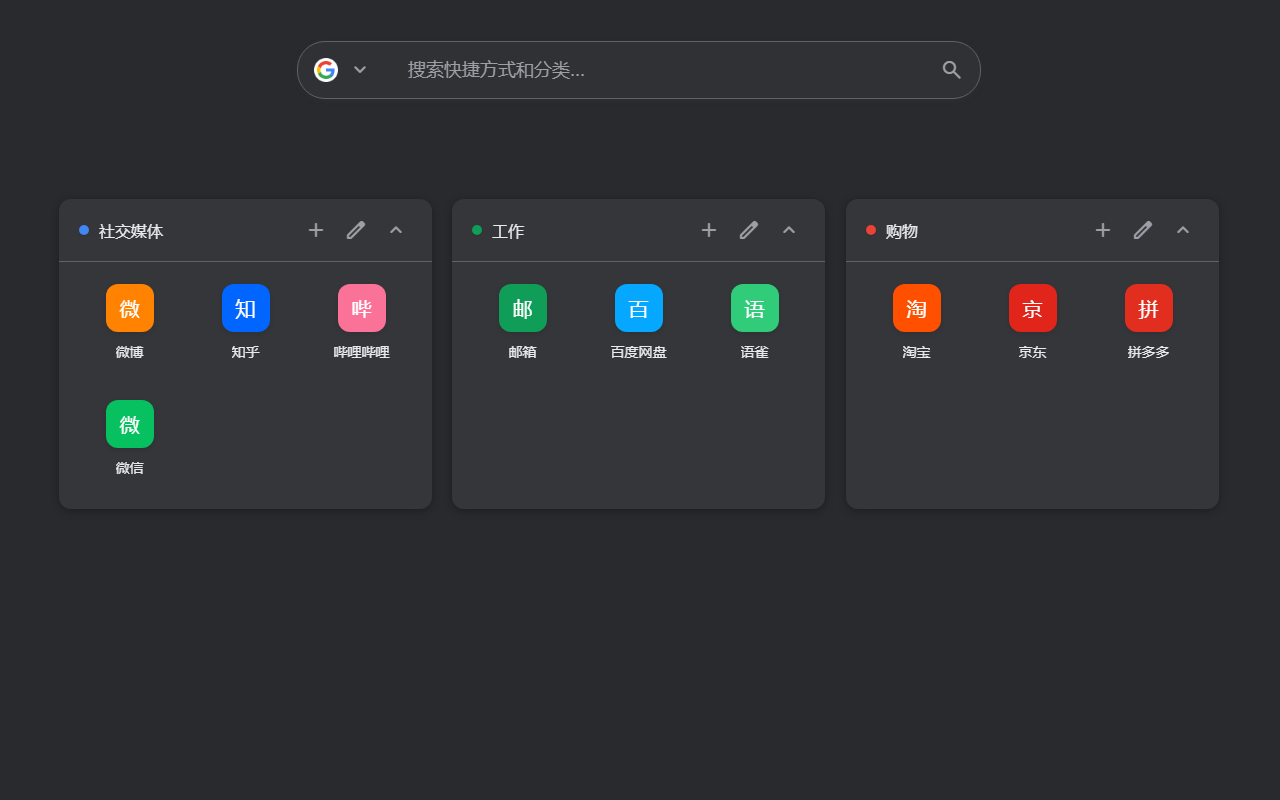 搜索快捷方式和分类...
社交媒体
工作
购物
微 知 哔
微博 知乎 哔哩哔哩
微
微信
邮 百 语
邮箱 百度网盘 语雀
淘 京 拼
淘宝 京东 拼多多